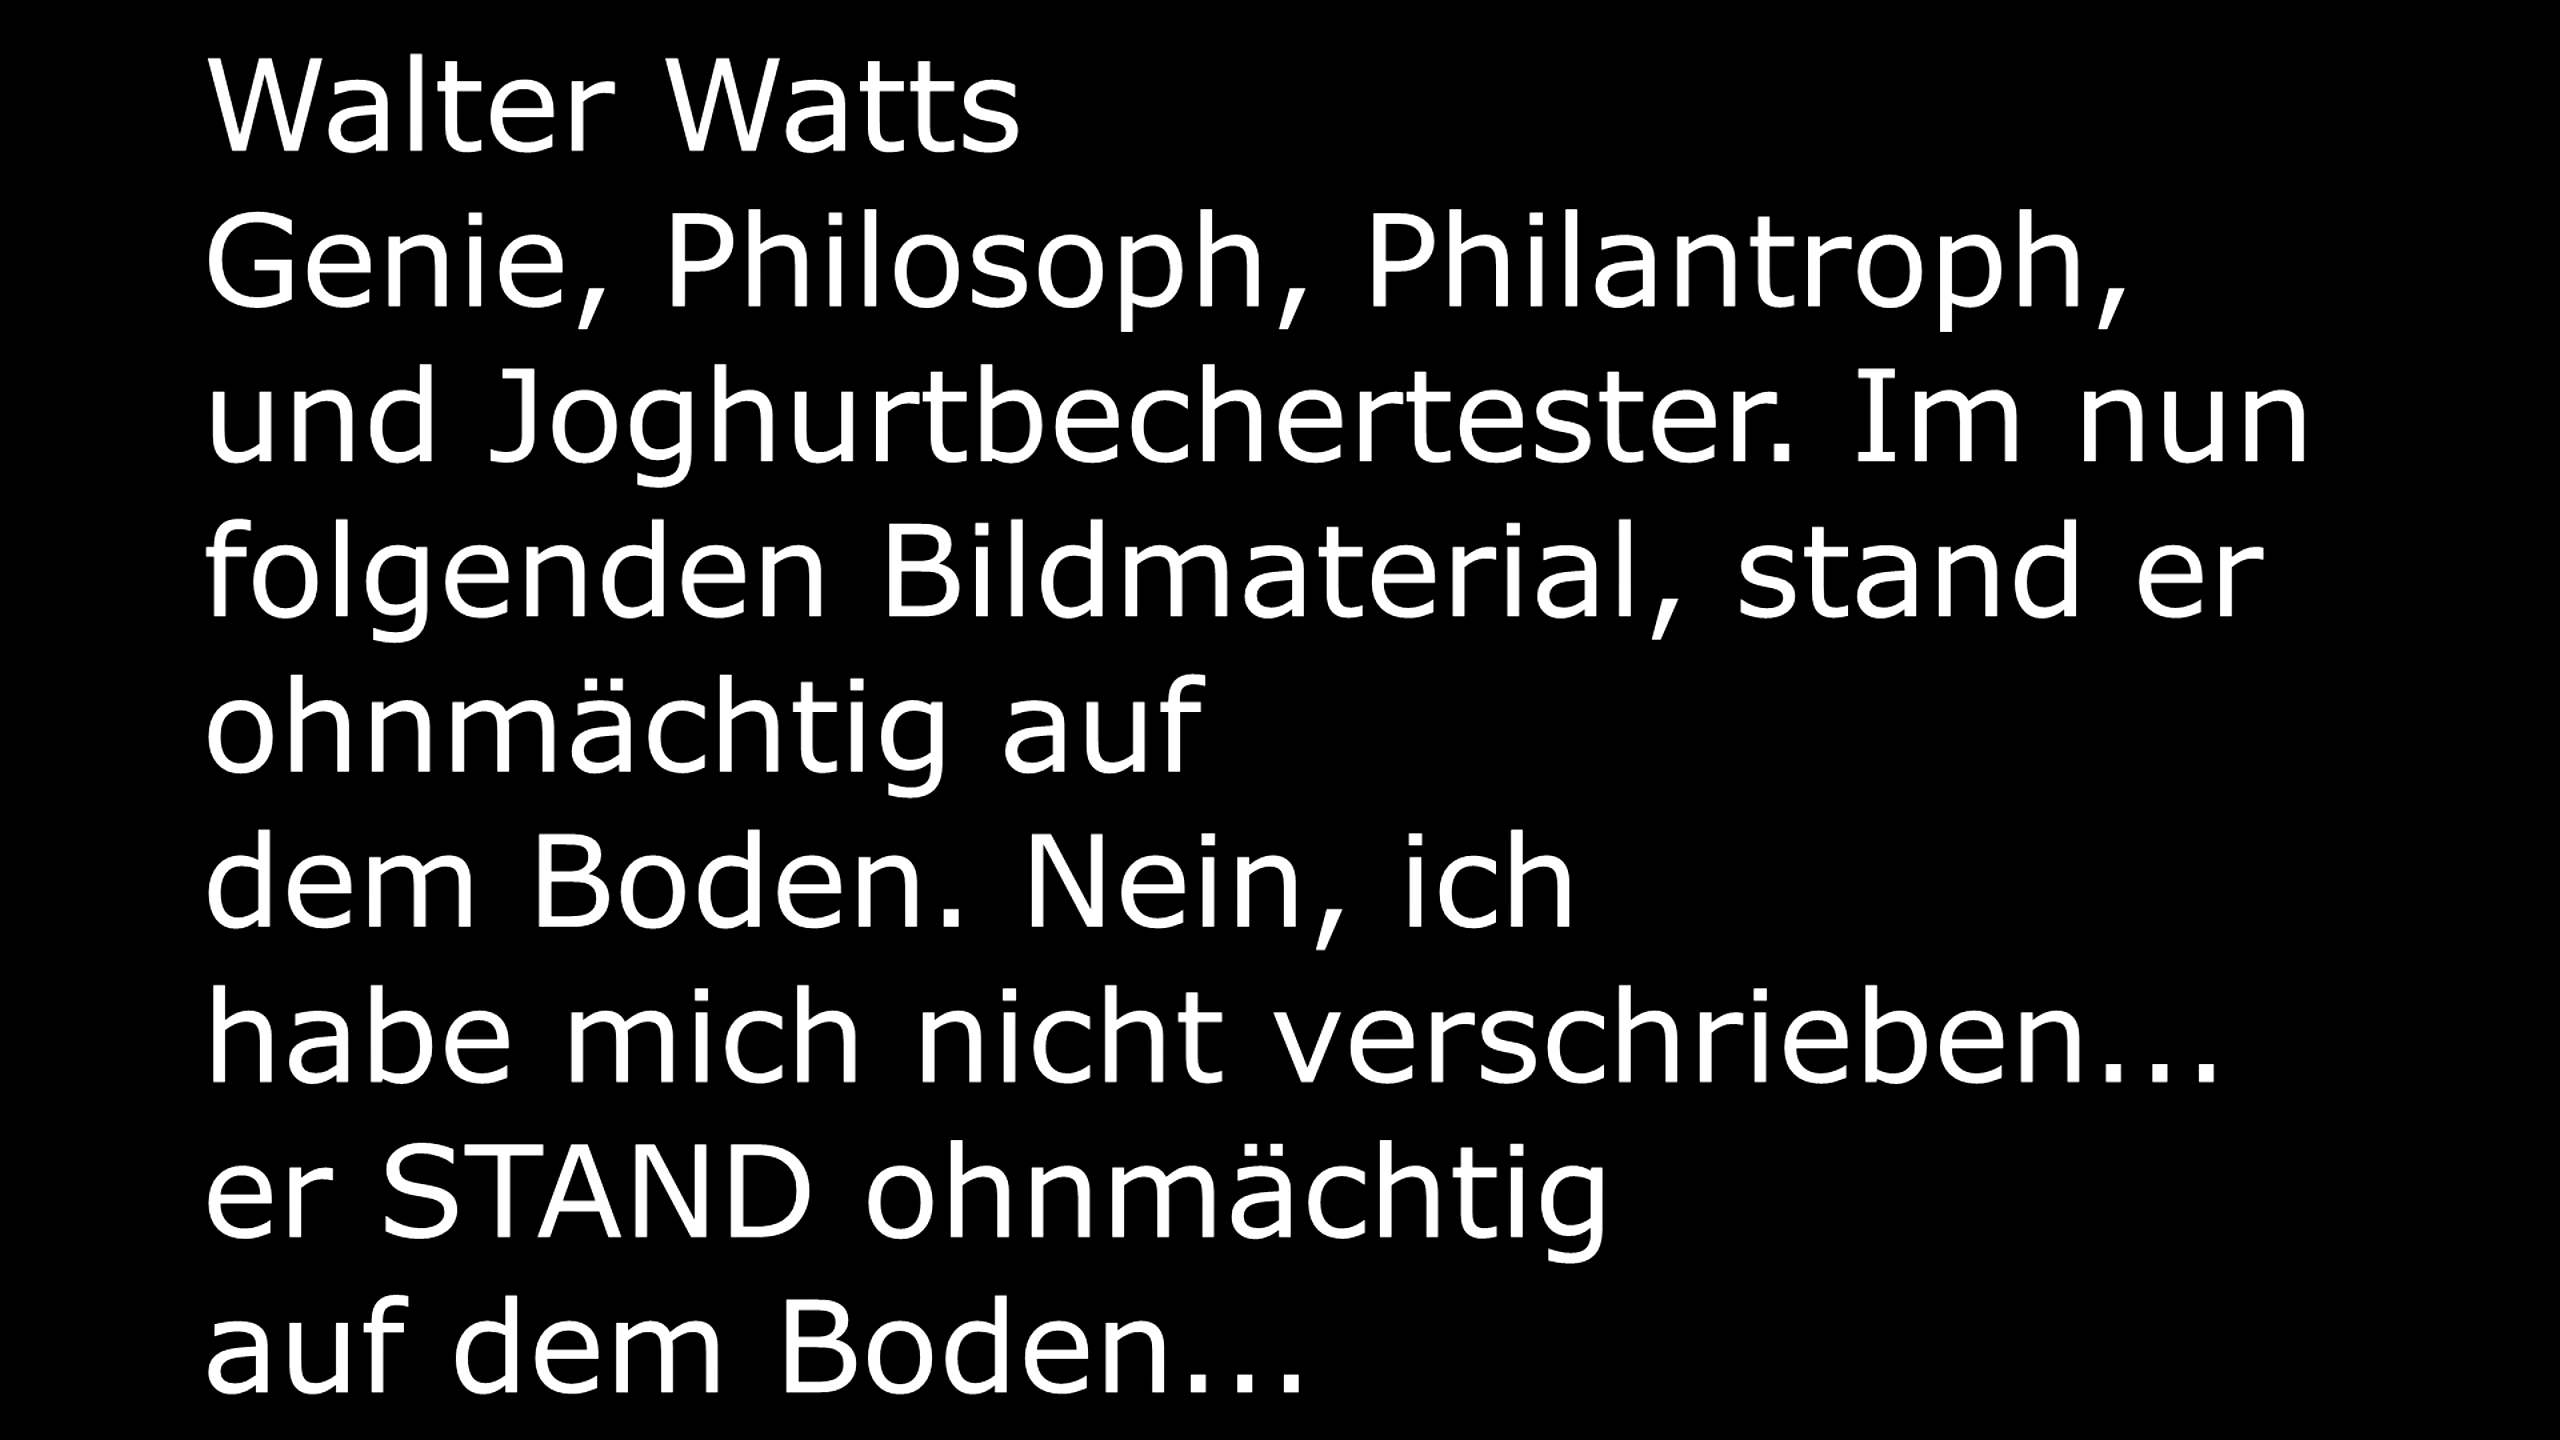 Walter Watts
Genie, Philosoph, Philantroph,
und Joghurtbechertester. Im nun
folgenden Bildmaterial, stand er
ohnmächtig auf
dem Boden. Nein, ich
habe mich nicht verschrieben...
er STAND ohnmächtig
auf dem Boden...